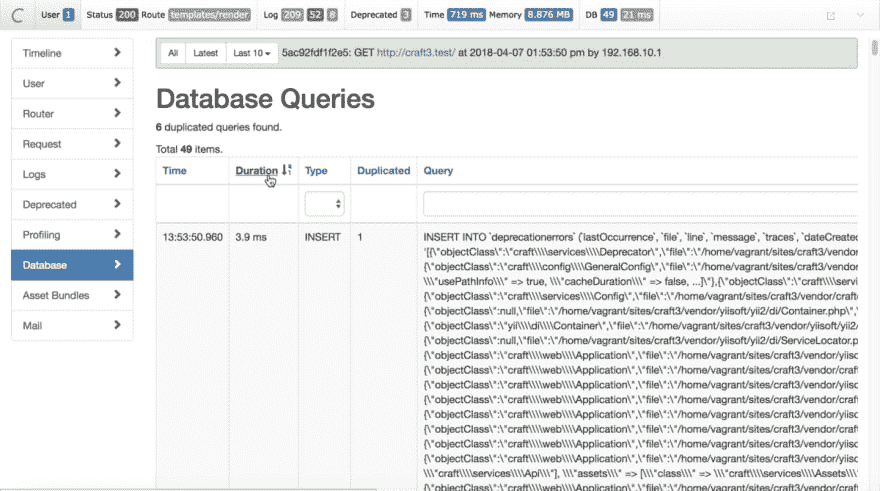 C User 1 Status 200 Route templates/render Log 209 52 8 Deprecated 3 Time 719 ms Memory 8.876 MB DB 49 21 ms
Timeline
User
Router
Request
Logs
Deprecated
Profiling
Database
Asset Bundles
Mail
All Latest Last 10 5ac92fdf1f2e5: GET http://craft3.test/ at 2018-04-07 01:53:50 pm by 192.168.10.1
Database Queries
6 duplicated queries found.
Total 49 items.
Time Duration Type Duplicated Query
13:53:50.960 3.9 ms INSERT 1 INSERT INTO `deprecationerrors` (`lastOccurrence`, `file`, `line`, `message`, `traces`, `dateCreated
'[{\"objectClass\":\"craft\\\\services\\\\Deprecator\",\"file\":\"/home/vagrant/sites/craft3/vendor/
{\"objectClass\":\"craft\\\\config\\\\GeneralConfig\",\"file\":\"/home/vagrant/sites/craft3/vendor/
\\\"usePathInfo\\\" => true, \\\"cacheDuration\\\" => false, ...]\"},{\"objectClass\":\"craft\\\\servic
{\"objectClass\":\"craft\\\\services\\\\Config\",\"file\":\"/home/vagrant/sites/craft3/vendor/craftc
{\"objectClass\":null,\"file\":\"/home/vagrant/sites/craft3/vendor/yiisoft/yii2/di/Container.php\",\"
{\"objectClass\":\"yii\\\\di\\\\Container\",\"file\":\"/home/vagrant/sites/craft3/vendor/yiisoft/yii2/
{\"objectClass\":null,\"file\":\"/home/vagrant/sites/craft3/vendor/yiisoft/yii2/di/ServiceLocator.p
{\"objectClass\":\"craft\\\\web\\\\Application\",\"file\":\"/home/vagrant/sites/craft3/vendor/yiiso
{\"objectClass\":\"craft\\\\web\\\\Application\",\"file\":\"/home/vagrant/sites/craft3/vendor/craft
{\"objectClass\":\"craft\\\\web\\\\Application\",\"file\":\"/home/vagrant/sites/craft3/vendor/craft
{\"objectClass\":\"craft\\\\web\\\\Application\",\"file\":\"/home/vagrant/sites/craft3/vendor/craft
{\"objectClass\":\"craft\\\\web\\\\Application\",\"file\":\"/home/vagrant/sites/craft3/vendor/yiisc
{\"objectClass\":\"craft\\\\web\\\\Application\",\"file\":\"/home/vagrant/sites/craft3/vendor/craft
{\"objectClass\":\"craft\\\\web\\\\Application\",\"file\":\"/home/vagrant/sites/craft3/vendor/yiisc
{\"objectClass\":\"craft\\\\web\\\\Application\",\"file\":\"/home/vagrant/sites/craft3/vendor/yiisc
\\\"craft\\\\services\\\\Api\\\"], \\\"assets\\\" => [\\\"class\\\" => \\\"craft\\\\services\\\\Assets\\\"
{\"objectClass\":\"craft\\\\web\\\\Application\",\"file\":\"/home/vagrant/sites/craft3/vendor/craft